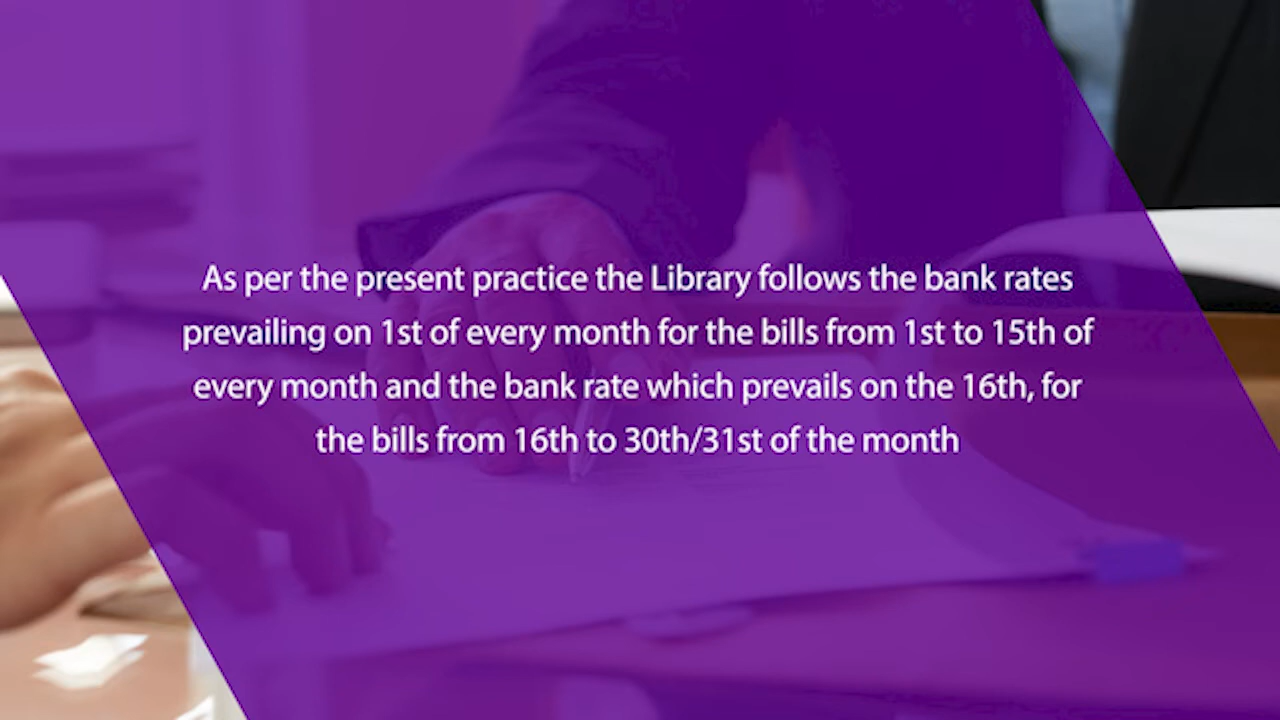 As per the present practice the Library follows the bank rates
prevailing on 1st of every month for the bills from 1st to 15th of
every month and the bank rate which prevails on the 16th, for
the bills from 16th to 30th/31st of the month